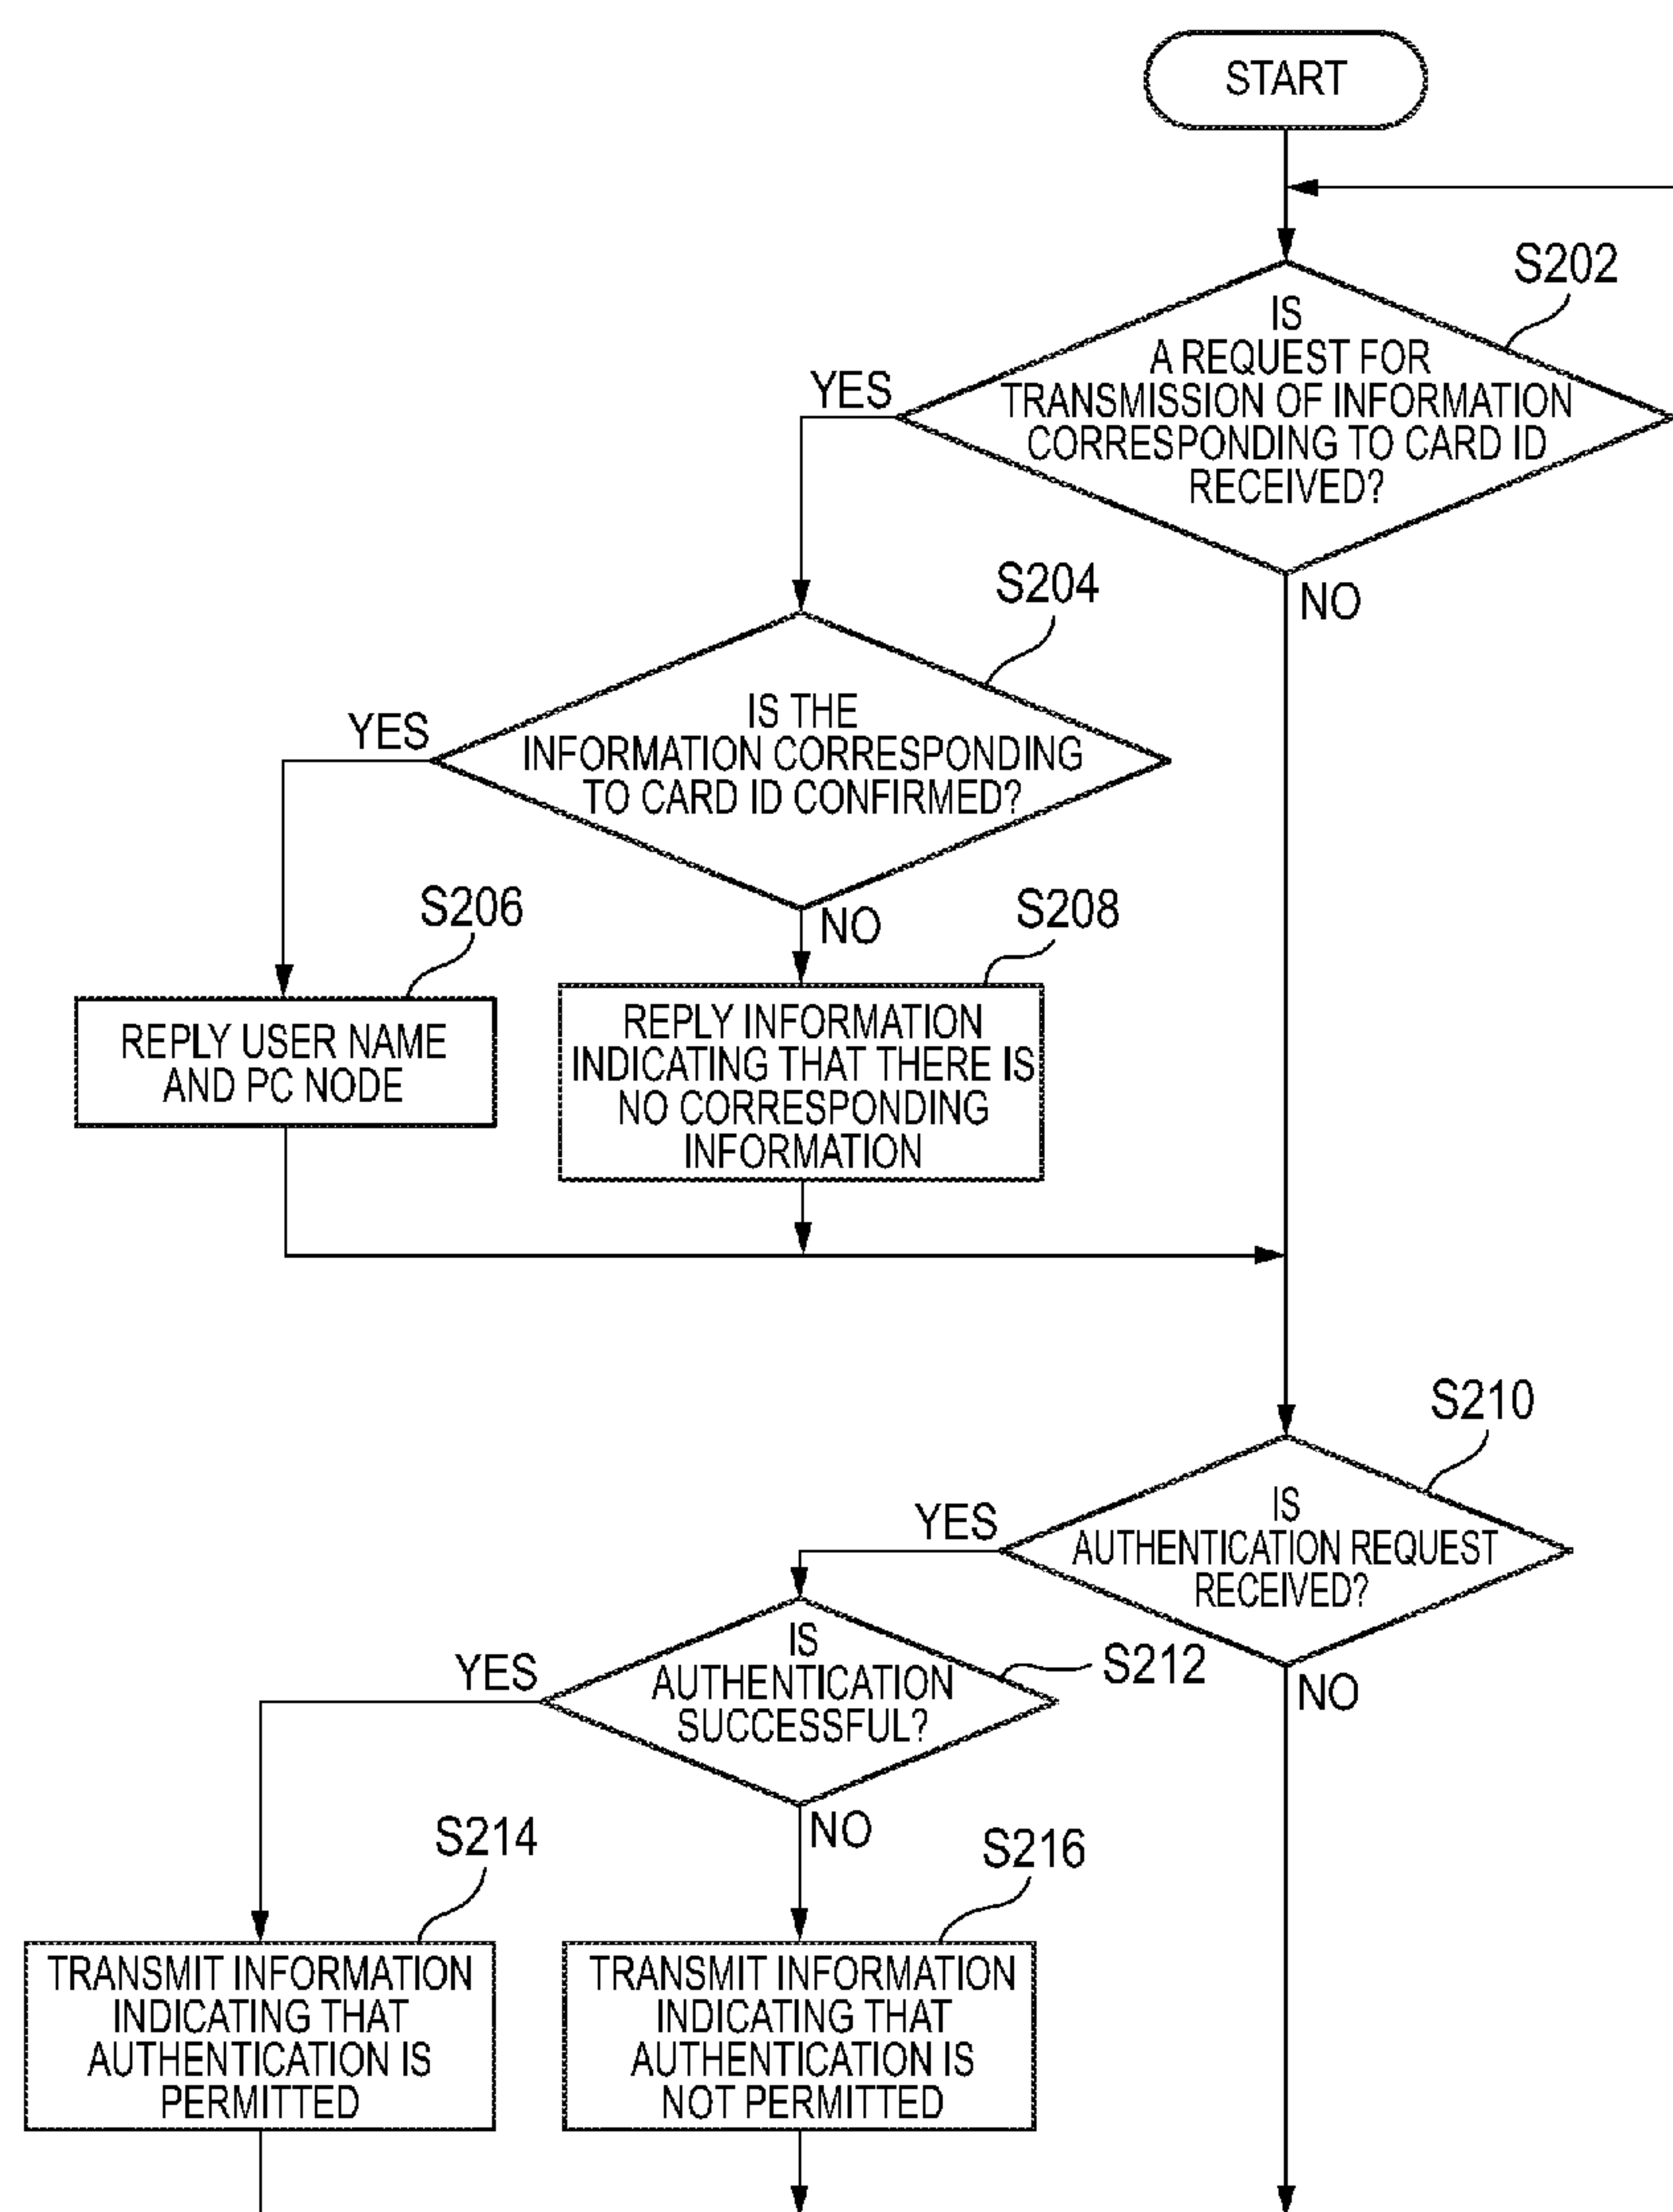 START
S202
IS
A REQUEST FOR
TRANSMISSION OF INFORMATION
CORRESPONDING TO CARD ID
RECEIVED?
YES
NO
S204
IS THE
INFORMATION CORRESPONDING
TO CARD ID CONFIRMED?
YES
NO
S206
REPLY USER NAME
AND PC NODE
S208
REPLY INFORMATION
INDICATING THAT THERE IS
NO CORRESPONDING
INFORMATION
S210
IS
AUTHENTICATION REQUEST
RECEIVED?
YES
NO
S212
IS
AUTHENTICATION
SUCCESSFUL?
YES
NO
S214
TRANSMIT INFORMATION
INDICATING THAT
AUTHENTICATION IS
PERMITTED
S216
TRANSMIT INFORMATION
INDICATING THAT
AUTHENTICATION IS
NOT PERMITTED